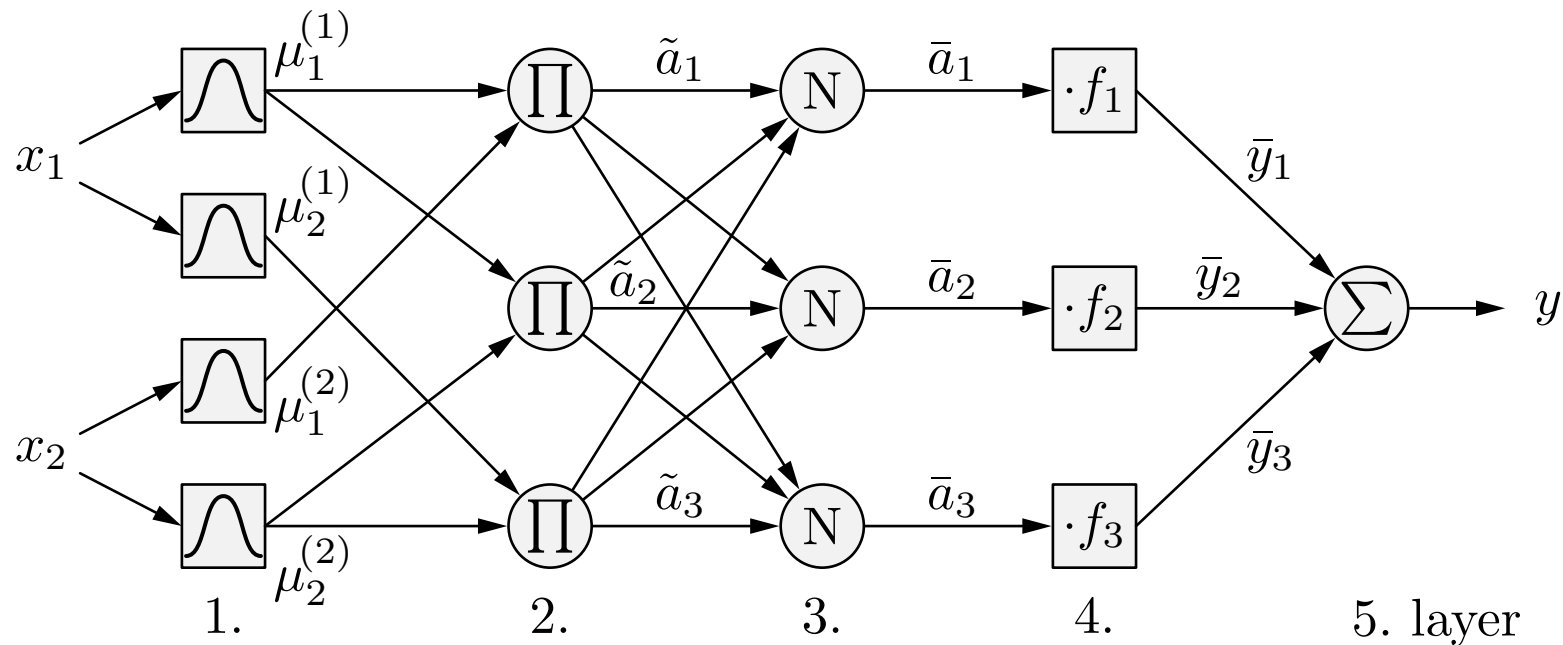 x₁
x₂
μ₁⁽¹⁾
μ₂⁽¹⁾
μ₁⁽²⁾
μ₂⁽²⁾
∏
∏
∏
ã₁
ã₂
ã₃
N
N
N
ā₁
ā₂
ā₃
·f₁
·f₂
·f₃
ȳ₁
ȳ₂
ȳ₃
∑
y
1. 2. 3. 4. 5. layer